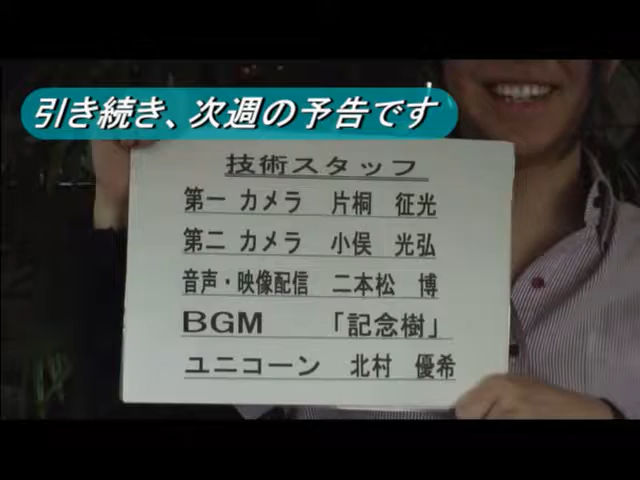 引き続き、次週の予告です
技術スタッフ
第一 カメラ 片桐 征光
第二 カメラ 小俣 光弘
音声・映像配信 二本松 博
BGM 「記念樹」
ユニコーン 北村 優希